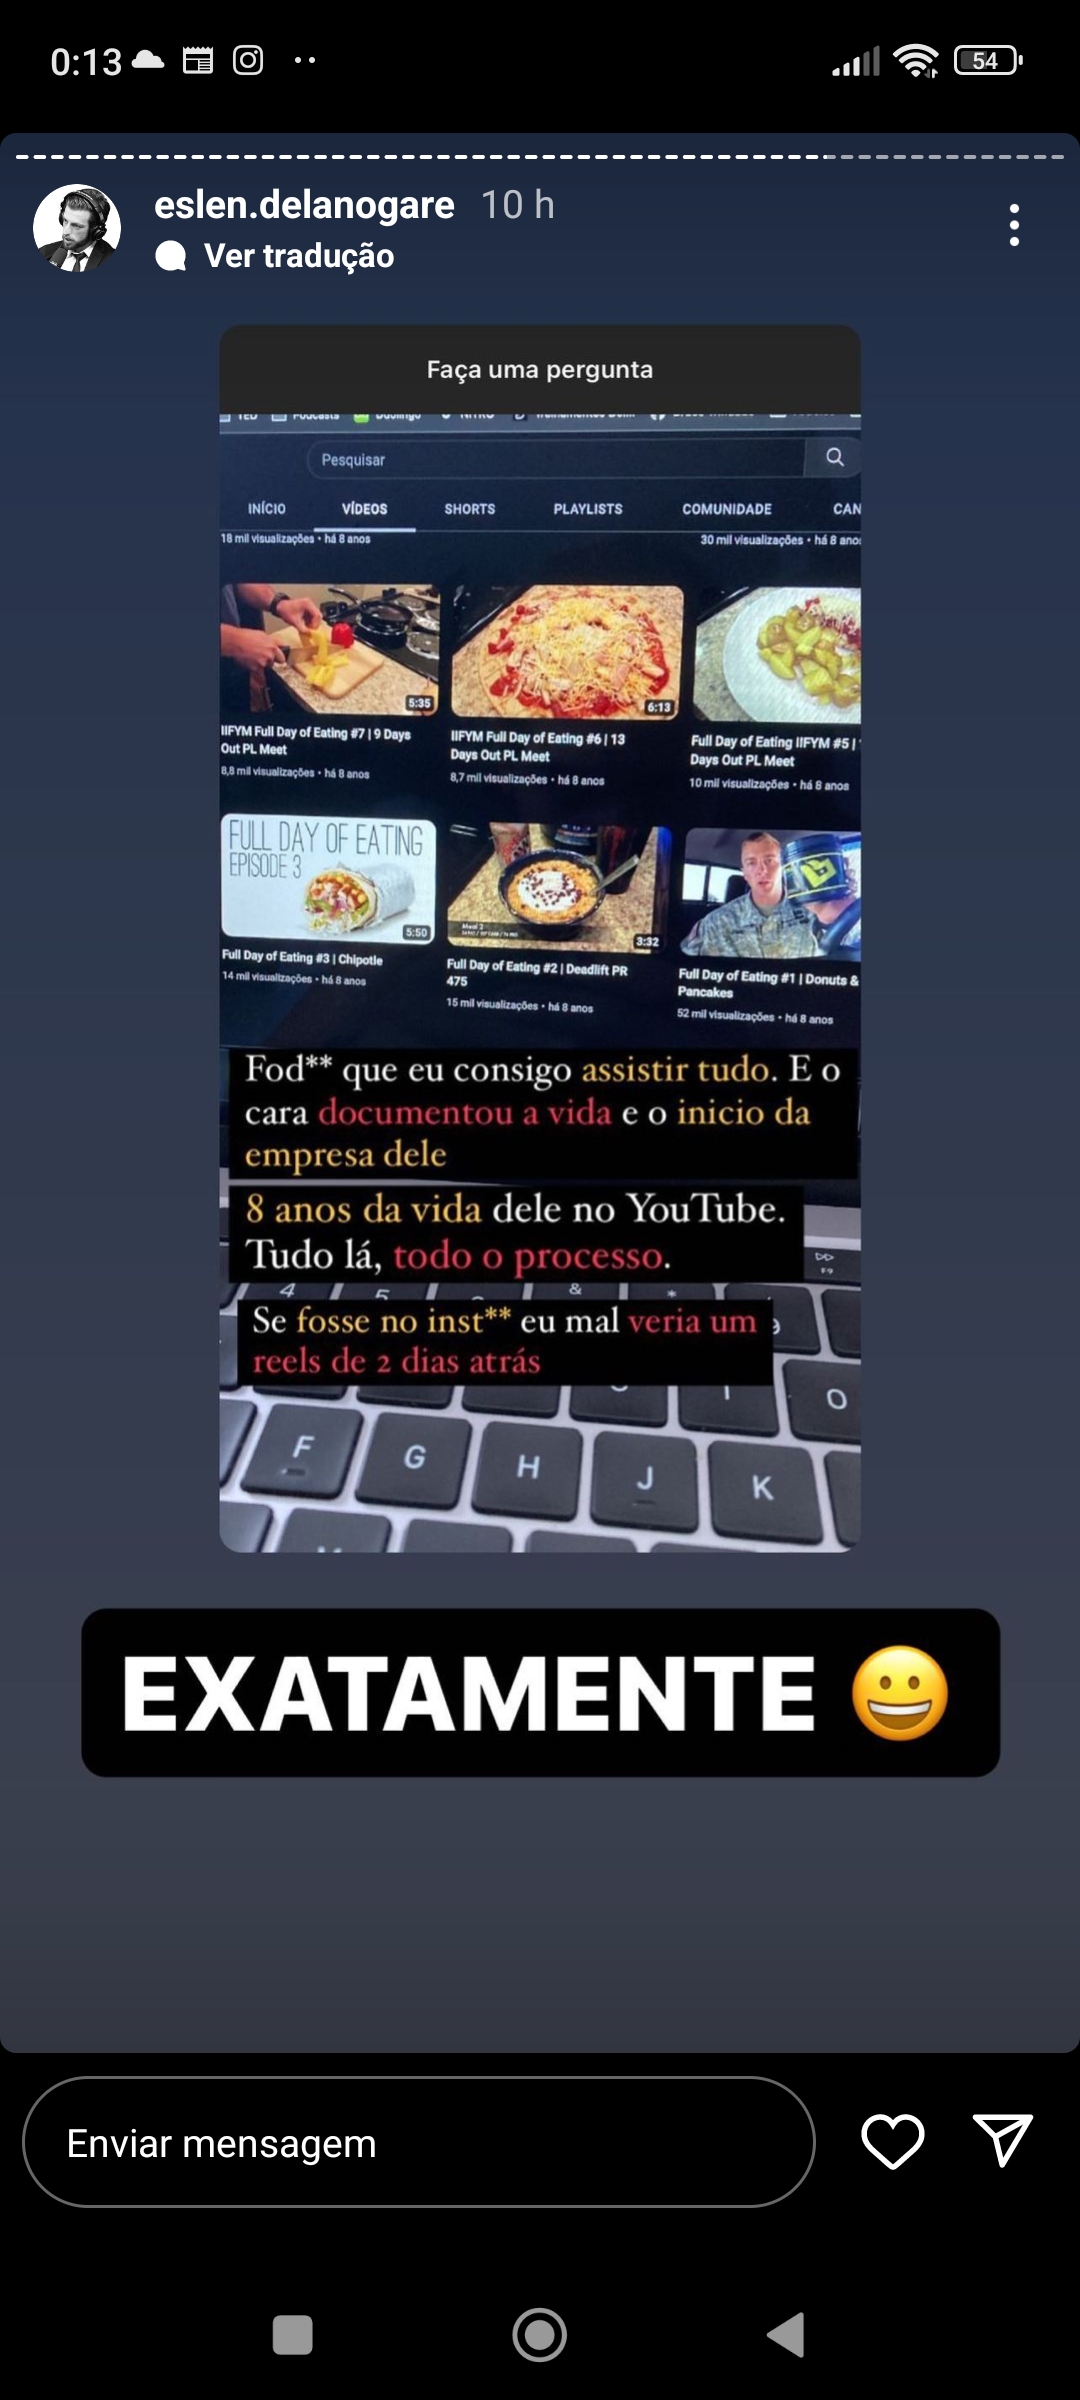 0:13
54
eslen.delanogare 10 h
Ver tradução
Faça uma pergunta
TED Podcasts Duolingo NITRO
Pesquisar
INÍCIO VÍDEOS SHORTS PLAYLISTS COMUNIDADE CAN
18 mil visualizações • há 8 anos 30 mil visualizações • há 8 anos
5:35 6:13
IIFYM Full Day of Eating #7 | 9 Days
Out PL Meet
8,8 mil visualizações • há 8 anos
IIFYM Full Day of Eating #6 | 13
Days Out PL Meet
8,7 mil visualizações • há 8 anos
Full Day of Eating IIFYM #5 |
Days Out PL Meet
10 mil visualizações • há 8 anos
FULL DAY OF EATING
EPISODE 3
5:50
Full Day of Eating #3 | Chipotle
14 mil visualizações • há 8 anos
Meal 2
3:32
Full Day of Eating #2 | Deadlift PR
475
15 mil visualizações • há 8 anos
Full Day of Eating #1 | Donuts &
Pancakes
52 mil visualizações • há 8 anos
Fod** que eu consigo assistir tudo. E o
cara documentou a vida e o inicio da
empresa dele
8 anos da vida dele no YouTube.
Tudo lá, todo o processo.
F9
4 5 & *
Se fosse no inst** eu mal veria um
reels de 2 dias atrás
I O
F G H J K
EXATAMENTE 😀
Enviar mensagem